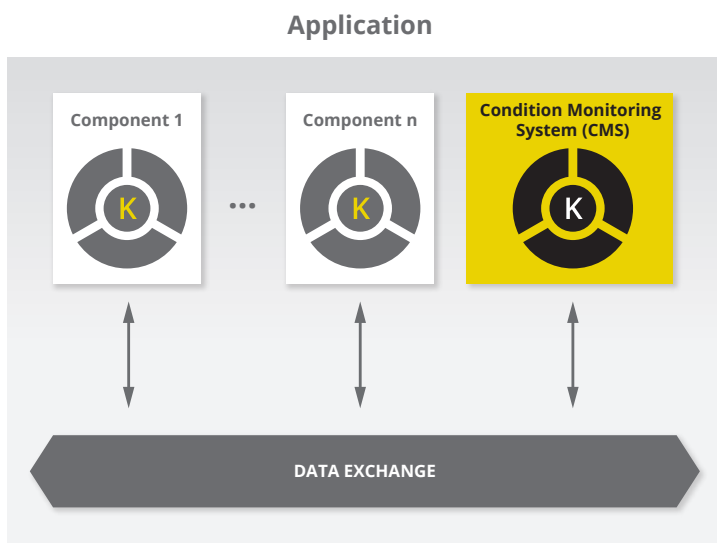 Application
Component 1
K
...
Component n
K
Condition Monitoring
System (CMS)
K
DATA EXCHANGE